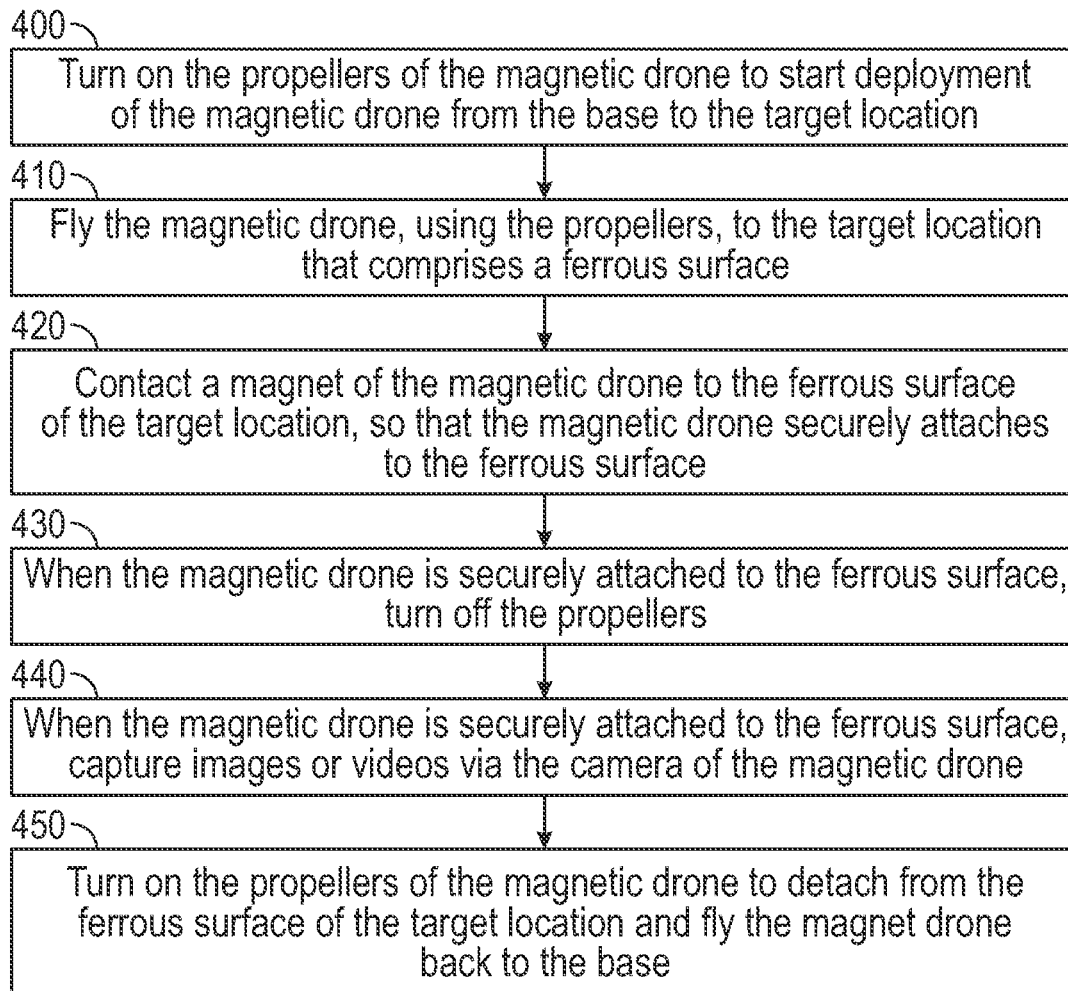 400
Turn on the propellers of the magnetic drone to start deployment
of the magnetic drone from the base to the target location
410
Fly the magnetic drone, using the propellers, to the target location
that comprises a ferrous surface
420
Contact a magnet of the magnetic drone to the ferrous surface
of the target location, so that the magnetic drone securely attaches
to the ferrous surface
430
When the magnetic drone is securely attached to the ferrous surface,
turn off the propellers
440
When the magnetic drone is securely attached to the ferrous surface,
capture images or videos via the camera of the magnetic drone
450
Turn on the propellers of the magnetic drone to detach from the
ferrous surface of the target location and fly the magnet drone
back to the base